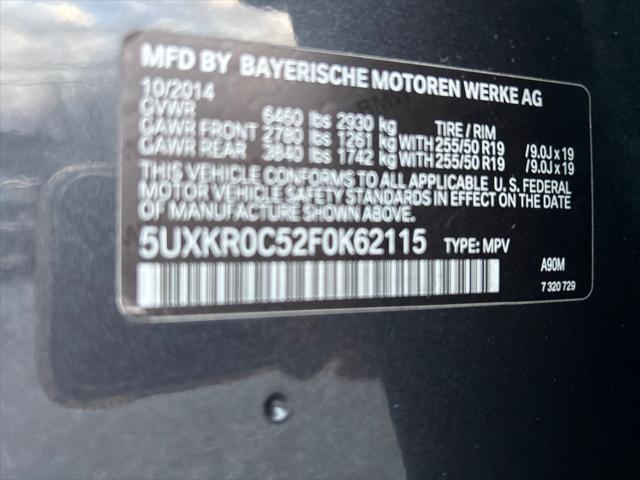 MFD BY BAYERISCHE MOTOREN WERKE AG
10/2014
GVWR 6460 lbs 2930 kg TIRE / RIM
GAWR FRONT 2780 lbs 1261 kg WITH 255/50 R19 /9.0J x 19
GAWR REAR 3840 lbs 1742 kg WITH 255/50 R19 /9.0J x 19
THIS VEHICLE CONFORMS TO ALL APPLICABLE U. S. FEDERAL
MOTOR VEHICLE SAFETY STANDARDS IN EFFECT ON THE DATE OF
MANUFACTURE SHOWN ABOVE.
5UXKR0C52F0K62115 TYPE: MPV
A90M
7 320 729